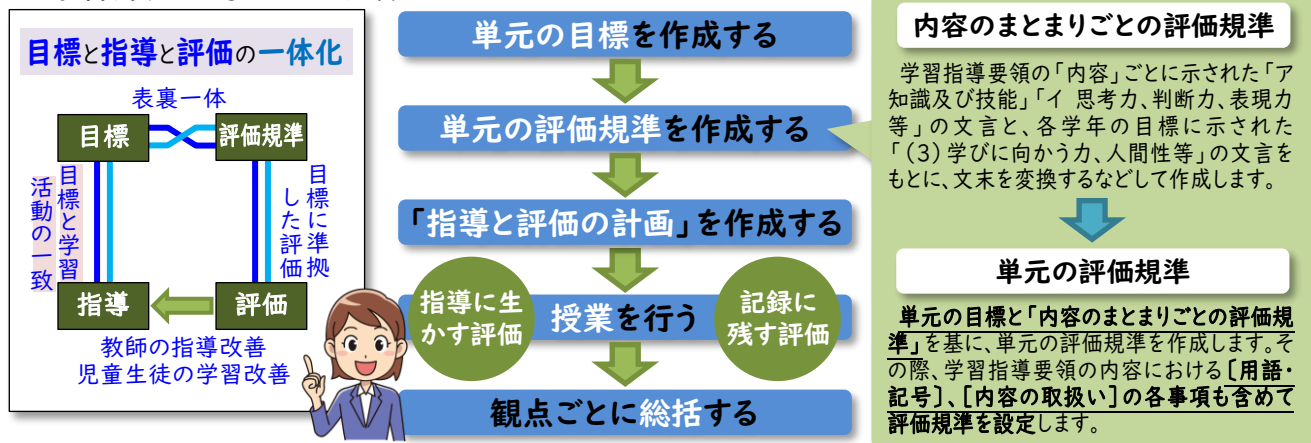 目標と指導と評価の一体化
表裏一体
目標
評価規準
目標と学習
活動の一致
目標に準拠
した評価
指導
評価
教師の指導改善
児童生徒の学習改善
単元の目標を作成する
単元の評価規準を作成する
「指導と評価の計画」を作成する
指導に生
かす評価
授業を行う
記録に
残す評価
観点ごとに総括する
内容のまとまりごとの評価規準
学習指導要領の「内容」ごとに示された「ア
知識及び技能」「イ 思考力、判断力、表現力
等」の文言と、各学年の目標に示された
「(3)学びに向かう力、人間性等」の文言を
もとに、文末を変換するなどして作成します。
単元の評価規準
単元の目標と「内容のまとまりごとの評価規
準」を基に、単元の評価規準を作成します。そ
の際、学習指導要領の内容における[用語・
記号]、[内容の取扱い]の各事項も含めて
評価規準を設定します。